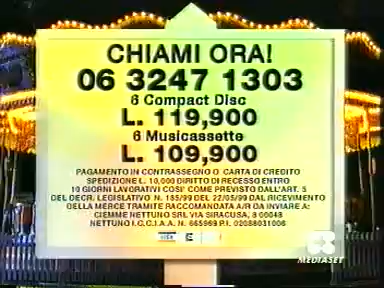 CHIAMI ORA!
06 3247 1303
6 Compact Disc
L. 119,900
6 Musicassette
L. 109,900
PAGAMENTO IN CONTRASSEGNO O CARTA DI CREDITO
SPEDIZIONE L. 10,000 DIRITTO DI RECESSO ENTRO
10 GIORNI LAVORATIVI COSI' COME PREVISTO DALL'ART. 5
DEL DECR. LEGISLATIVO N. 185/99 DEL 22/05/99 DAL RICEVIMENTO
DELLA MERCE TRAMITE RACCOMANDATA A/R DA INVIARE A:
CIEMME NETTUNO SRL VIA SIRACUSA, 8 00048
NETTUNO I.C.C.I.A.A. N. 665969 P.I. 02088031006
VISA
MEDIASET